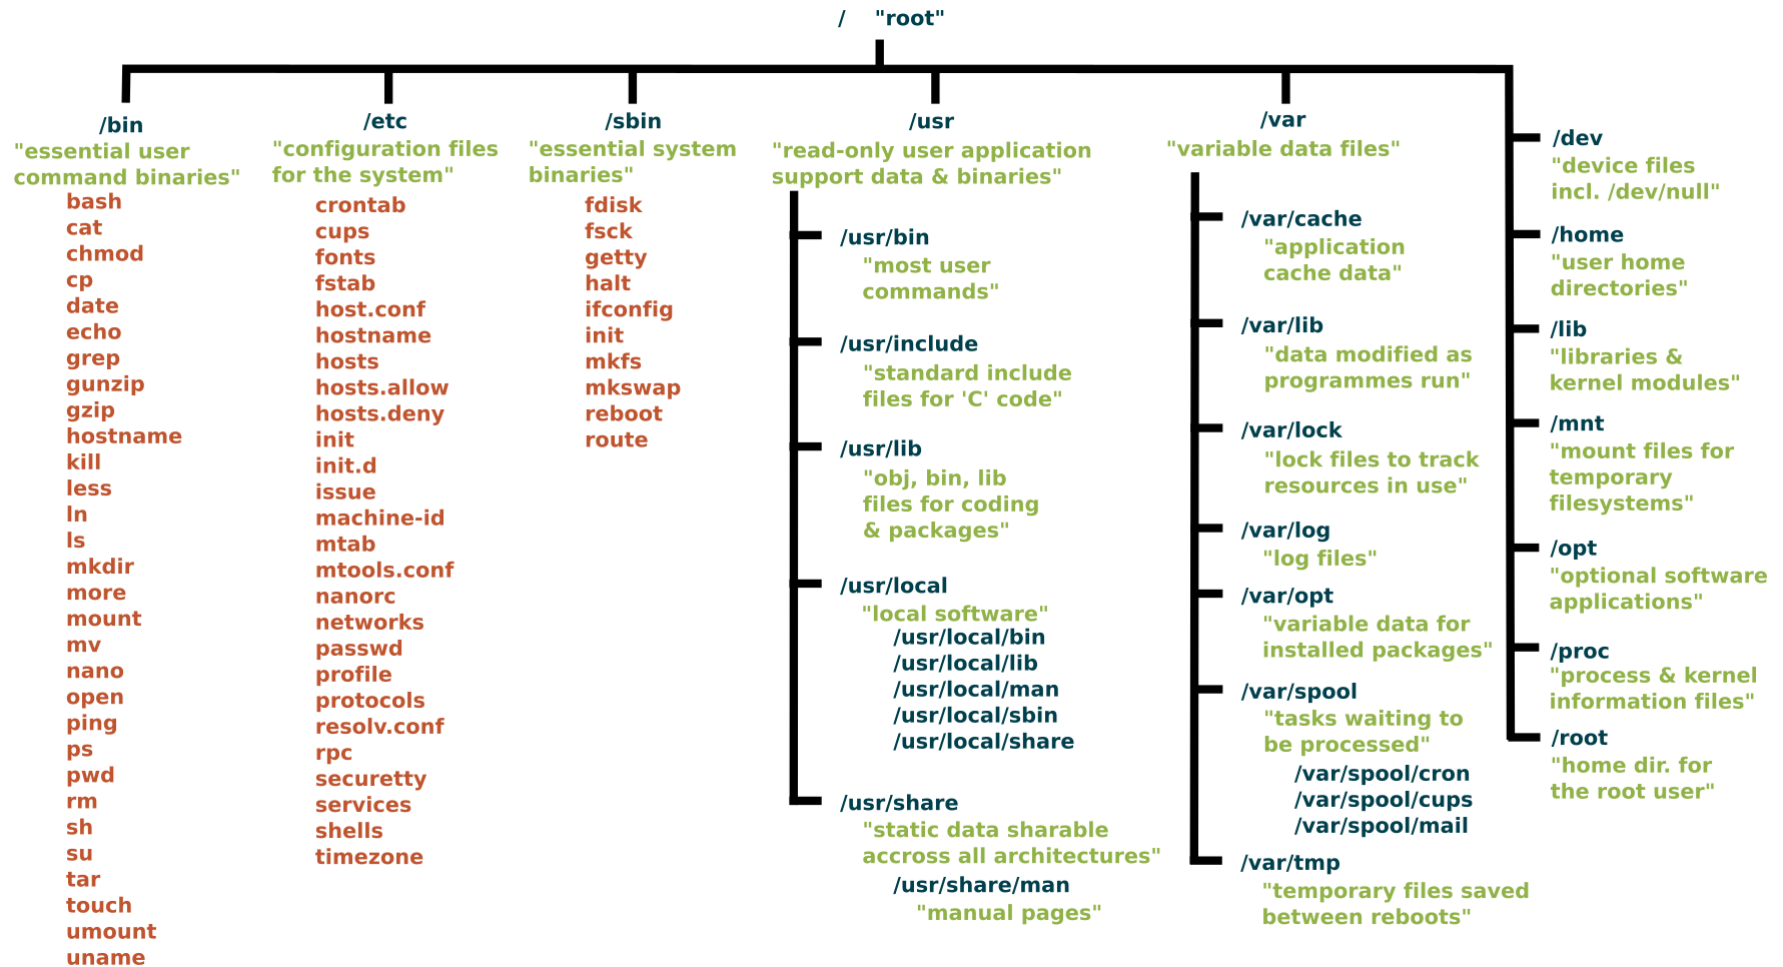 / "root"
/bin
"essential user
command binaries"
bash
cat
chmod
cp
date
echo
grep
gunzip
gzip
hostname
kill
less
ln
ls
mkdir
more
mount
mv
nano
open
ping
ps
pwd
rm
sh
su
tar
touch
umount
uname
/etc
"configuration files
for the system"
crontab
cups
fonts
fstab
host.conf
hostname
hosts
hosts.allow
hosts.deny
init
init.d
issue
machine-id
mtab
mtools.conf
nanorc
networks
passwd
profile
protocols
resolv.conf
rpc
securetty
services
shells
timezone
/sbin
"essential system
binaries"
fdisk
fsck
getty
halt
ifconfig
init
mkfs
mkswap
reboot
route
/usr
"read-only user application
support data & binaries"
/usr/bin
"most user
commands"
/usr/include
"standard include
files for 'C' code"
/usr/lib
"obj, bin, lib
files for coding
& packages"
/usr/local
"local software"
/usr/local/bin
/usr/local/lib
/usr/local/man
/usr/local/sbin
/usr/local/share
/usr/share
"static data sharable
accross all architectures"
/usr/share/man
"manual pages"
/var
"variable data files"
/var/cache
"application
cache data"
/var/lib
"data modified as
programmes run"
/var/lock
"lock files to track
resources in use"
/var/log
"log files"
/var/opt
"variable data for
installed packages"
/var/spool
"tasks waiting to
be processed"
/var/spool/cron
/var/spool/cups
/var/spool/mail
/var/tmp
"temporary files saved
between reboots"
/dev
"device files
incl. /dev/null"
/home
"user home
directories"
/lib
"libraries &
kernel modules"
/mnt
"mount files for
temporary
filesystems"
/opt
"optional software
applications"
/proc
"process & kernel
information files"
/root
"home dir. for
the root user"